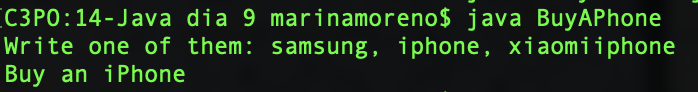 C3PO:14-Java dia 9 marinamoreno$ java BuyAPhone
Write one of them: samsung, iphone, xiaomiiphone
Buy an iPhone